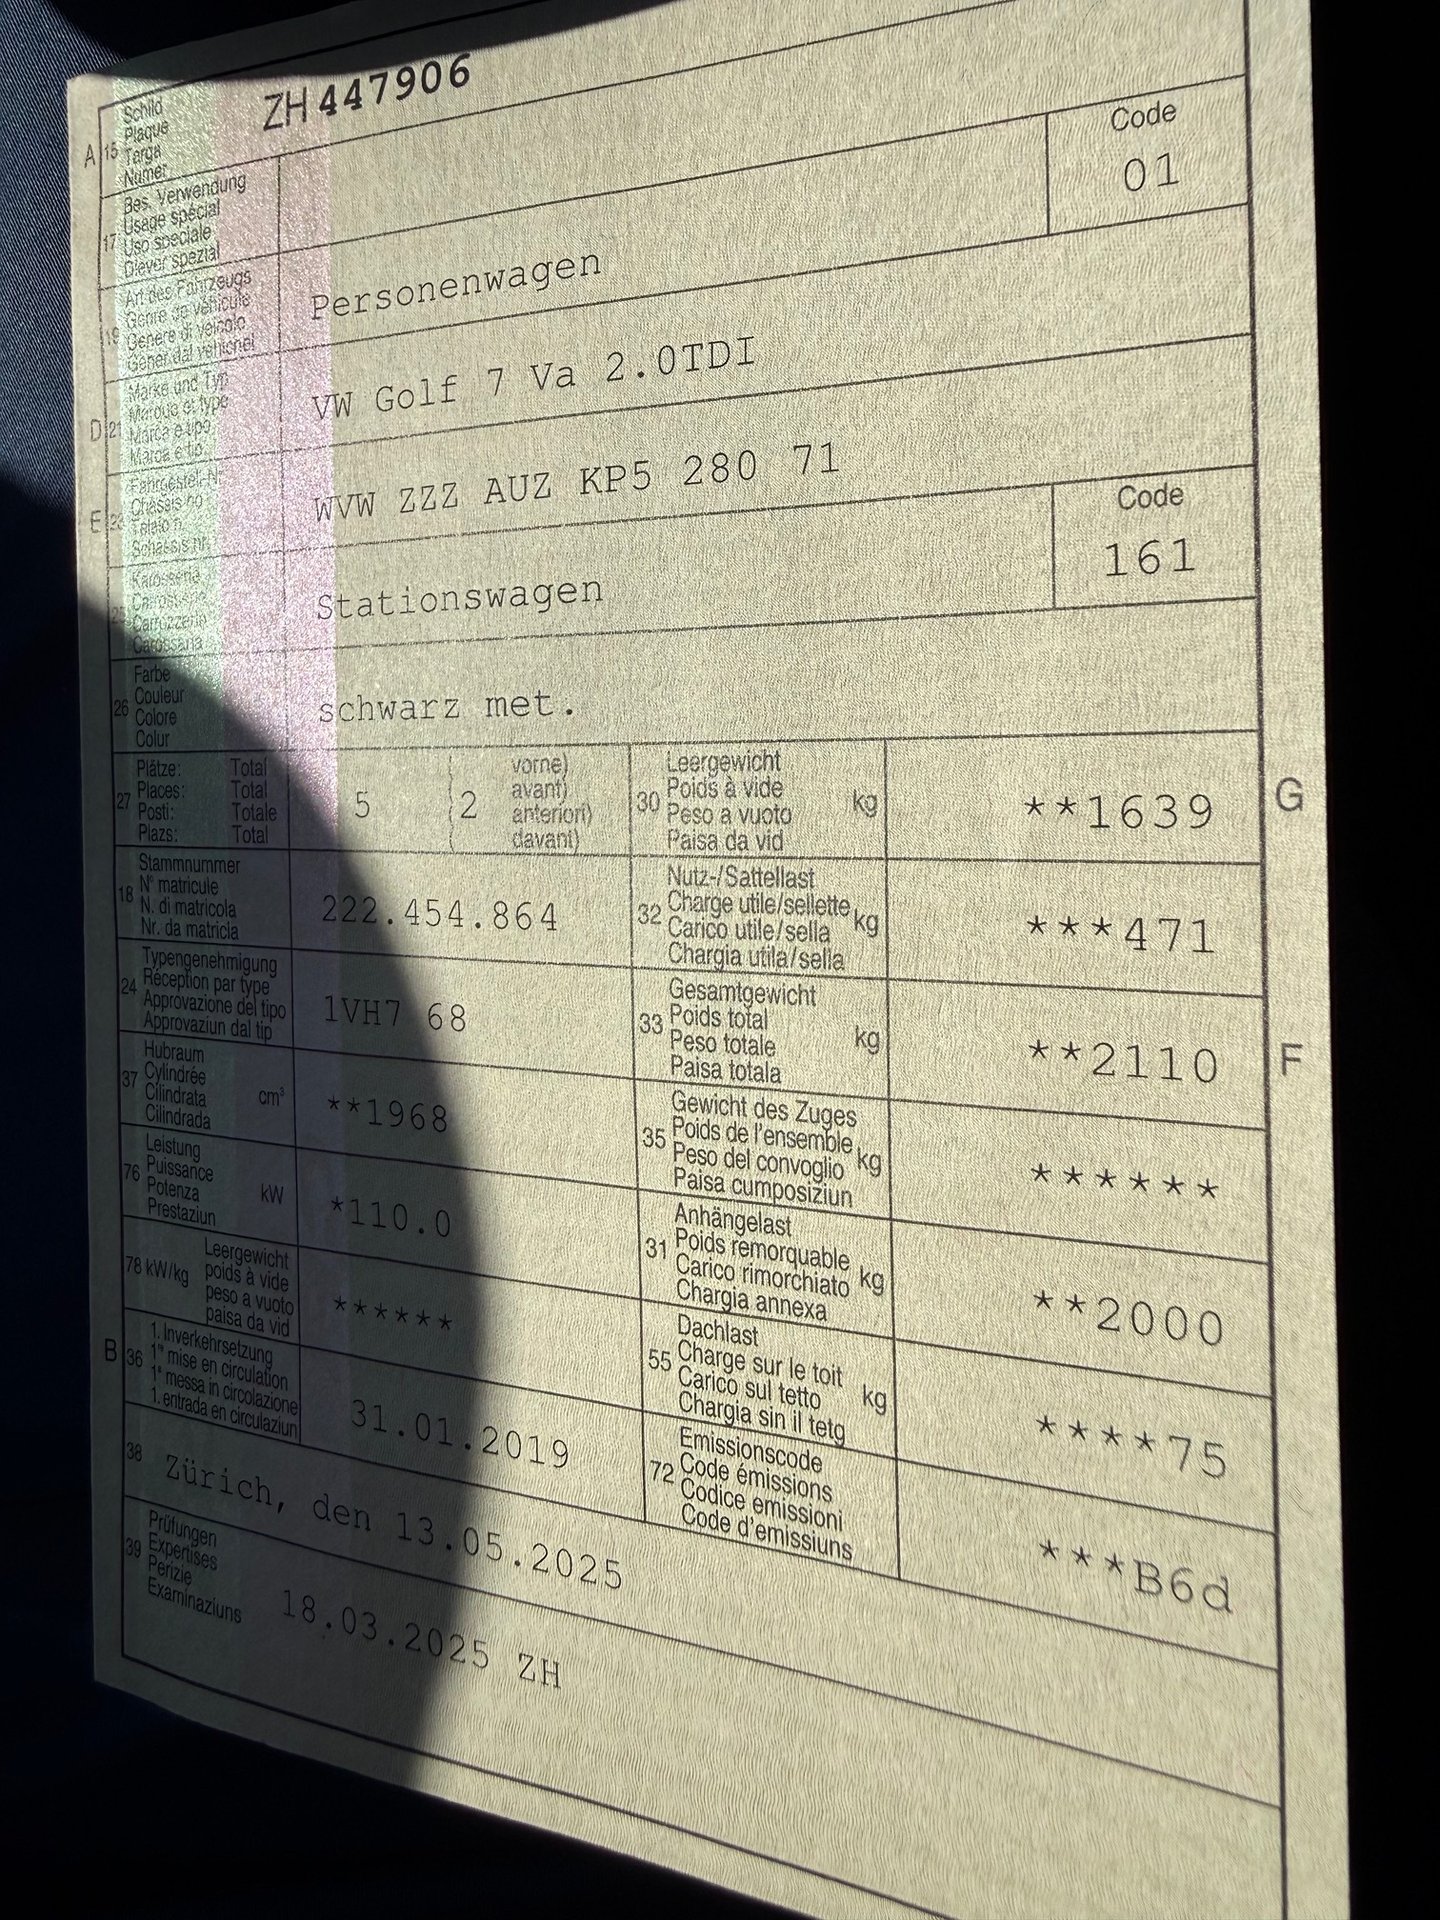 A 15 Schild
Plaque
Targa
Numer
ZH 447906
17 Bes. Verwendung
Usage spécial
Uso speciale
Diever spezial
Code
01
19 Art des Fahrzeugs
Genre de véhicule
Genere di veicolo
Gener dal vehichel
Personenwagen
D 21 Marke und Typ
Marque et type
Marca e tipo
Marca e tip
VW Golf 7 Va 2.0TDI
E 23 Fahrgestell-Nr.
Châssis no
Telaio n.
Schassis nr.
WVW ZZZ AUZ KP5 280 71
25 Karosserie
Carrosserie
Carrozzeria
Carossaria
Stationswagen
Code
161
26 Farbe
Couleur
Colore
Colur
schwarz met.
27 Plätze: Total
Places: Total
Posti: Totale
Plazs: Total
5
( vorne)
( 2 avant)
anteriori)
( davant)
30 Leergewicht
Poids à vide
Peso a vuoto
Paisa da vid
kg
**1639
G
18 Stammnummer
N° matricule
N. di matricola
Nr. da matricla
222.454.864
32 Nutz-/Sattellast
Charge utile/sellette
Carico utile/sella
Chargia utila/sella
kg
***471
24 Typengenehmigung
Réception par type
Approvazione del tipo
Approvaziun dal tip
1VH7 68
33 Gesamtgewicht
Poids total
Peso totale
Paisa totala
kg
**2110
F
37 Hubraum
Cylindrée
Cilindrata
Cilindrada
cm³
**1968
35 Gewicht des Zuges
Poids de l'ensemble
Peso del convoglio
Paisa cumposiziun
kg
******
76 Leistung
Puissance
Potenza
Prestaziun
kW
*110.0
31 Anhängelast
Poids remorquable
Carico rimorchiato
Chargia annexa
kg
**2000
78 kW/kg
Leergewicht
poids à vide
peso a vuoto
paisa da vid
******
55 Dachlast
Charge sur le toit
Carico sul tetto
Chargia sin il tetg
kg
****75
B 36 1. Inverkehrsetzung
1re mise en circulation
1a messa in circolazione
1. entrada en circulaziun
31.01.2019
72 Emissionscode
Code émissions
Codice emissioni
Code d'emissiuns
***B6d
38 Zürich, den 13.05.2025
39 Prüfungen
Expertises
Perizie
Examinaziuns
18.03.2025 ZH